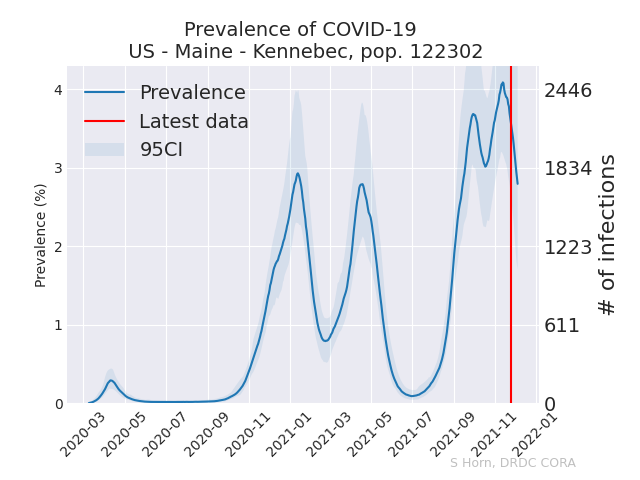 Prevalence of COVID-19
US - Maine - Kennebec, pop. 122302
Prevalence
Latest data
95CI
Prevalence (%)
4
3
2
1
0
2446
1834
1223
611
0
# of infections
2020-03
2020-05
2020-07
2020-09
2020-11
2021-01
2021-03
2021-05
2021-07
2021-09
2021-11
2022-01
S Horn, DRDC CORA